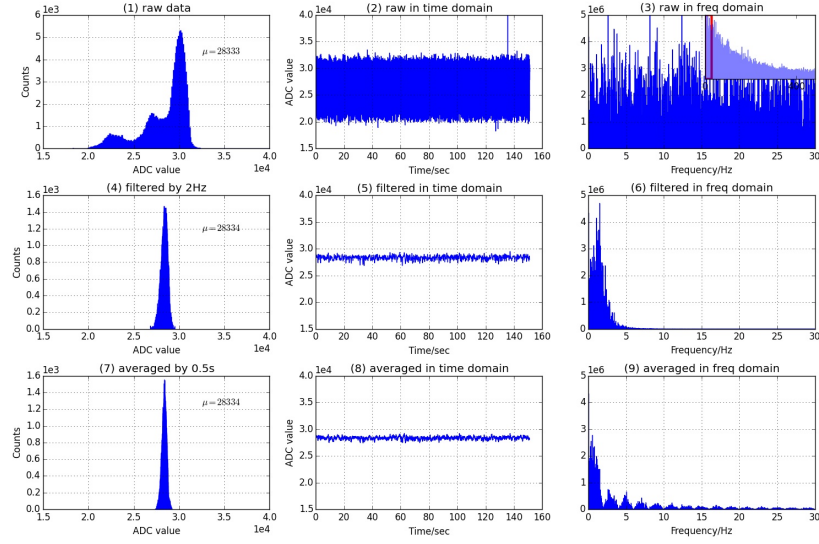 (1) raw data
1e3
6
5
4
3
2
1
0
Counts
μ=28333
1.5 2.0 2.5 3.0 3.5 4.0
ADC value
1e4
(2) raw in time domain
1e4
4.0
3.5
3.0
2.5
2.0
1.5
ADC value
0 20 40 60 80 100 120 140 160
Time/sec
(3) raw in freq domain
1e6
5
4
3
2
1
0
0 5 10 15 20 25 30
Frequency/Hz
(4) filtered by 2Hz
1e3
1.6
1.4
1.2
1.0
0.8
0.6
0.4
0.2
0.0
Counts
μ=28334
1.5 2.0 2.5 3.0 3.5 4.0
ADC value
1e4
(5) filtered in time domain
1e4
4.0
3.5
3.0
2.5
2.0
1.5
ADC value
0 20 40 60 80 100 120 140 160
Time/sec
(6) filtered in freq domain
1e6
5
4
3
2
1
0
0 5 10 15 20 25 30
Frequency/Hz
(7) averaged by 0.5s
1e3
1.6
1.4
1.2
1.0
0.8
0.6
0.4
0.2
0.0
Counts
μ=28334
1.5 2.0 2.5 3.0 3.5 4.0
ADC value
1e4
(8) averaged in time domain
1e4
4.0
3.5
3.0
2.5
2.0
1.5
ADC value
0 20 40 60 80 100 120 140 160
Time/sec
(9) averaged in freq domain
1e6
5
4
3
2
1
0
0 5 10 15 20 25 30
Frequency/Hz